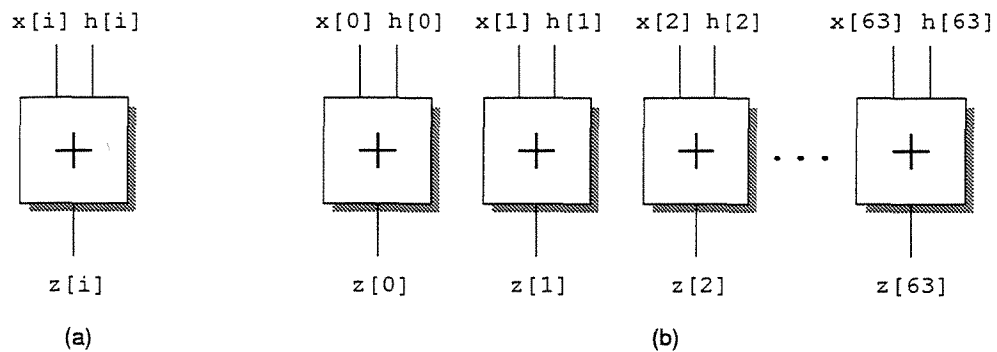 x[i] h[i] x[0] h[0] x[1] h[1] x[2] h[2] x[63] h[63]
+ + + + ... +
z[i] z[0] z[1] z[2] z[63]
(a) (b)